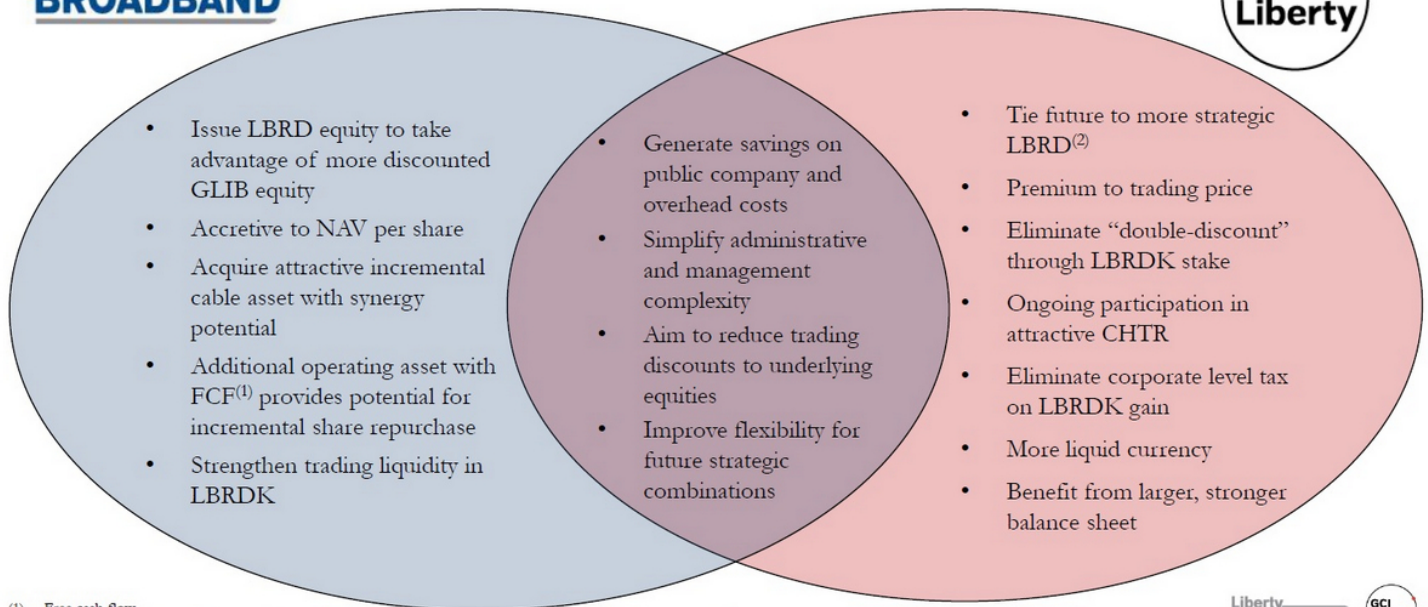 BROADBAND
Liberty
• Issue LBRD equity to take
advantage of more discounted
GLIB equity
• Accretive to NAV per share
• Acquire attractive incremental
cable asset with synergy
potential
• Additional operating asset with
FCF(1) provides potential for
incremental share repurchase
• Strengthen trading liquidity in
LBRDK
• Generate savings on
public company and
overhead costs
• Simplify administrative
and management
complexity
• Aim to reduce trading
discounts to underlying
equities
• Improve flexibility for
future strategic
combinations
• Tie future to more strategic
LBRD(2)
• Premium to trading price
• Eliminate “double-discount”
through LBRDK stake
• Ongoing participation in
attractive CHTR
• Eliminate corporate level tax
on LBRDK gain
• More liquid currency
• Benefit from larger, stronger
balance sheet
(1) Free cash flow
Liberty
GCI